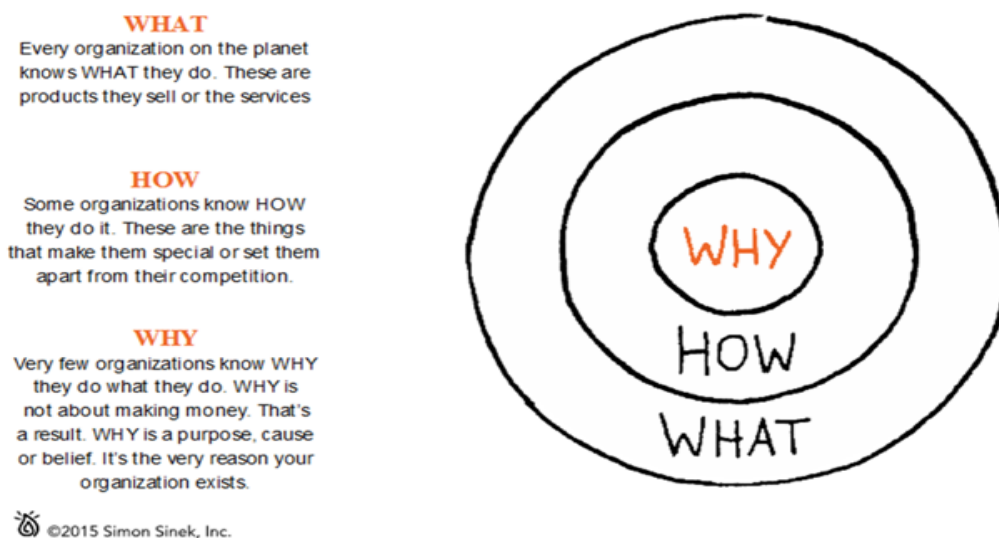 WHAT
Every organization on the planet
knows WHAT they do. These are
products they sell or the services
HOW
Some organizations know HOW
they do it. These are the things
that make them special or set them
apart from their competition.
WHY
Very few organizations know WHY
they do what they do. WHY is
not about making money. That's
a result. WHY is a purpose, cause
or belief. It's the very reason your
organization exists.
©2015 Simon Sinek, Inc.
WHY
HOW
WHAT